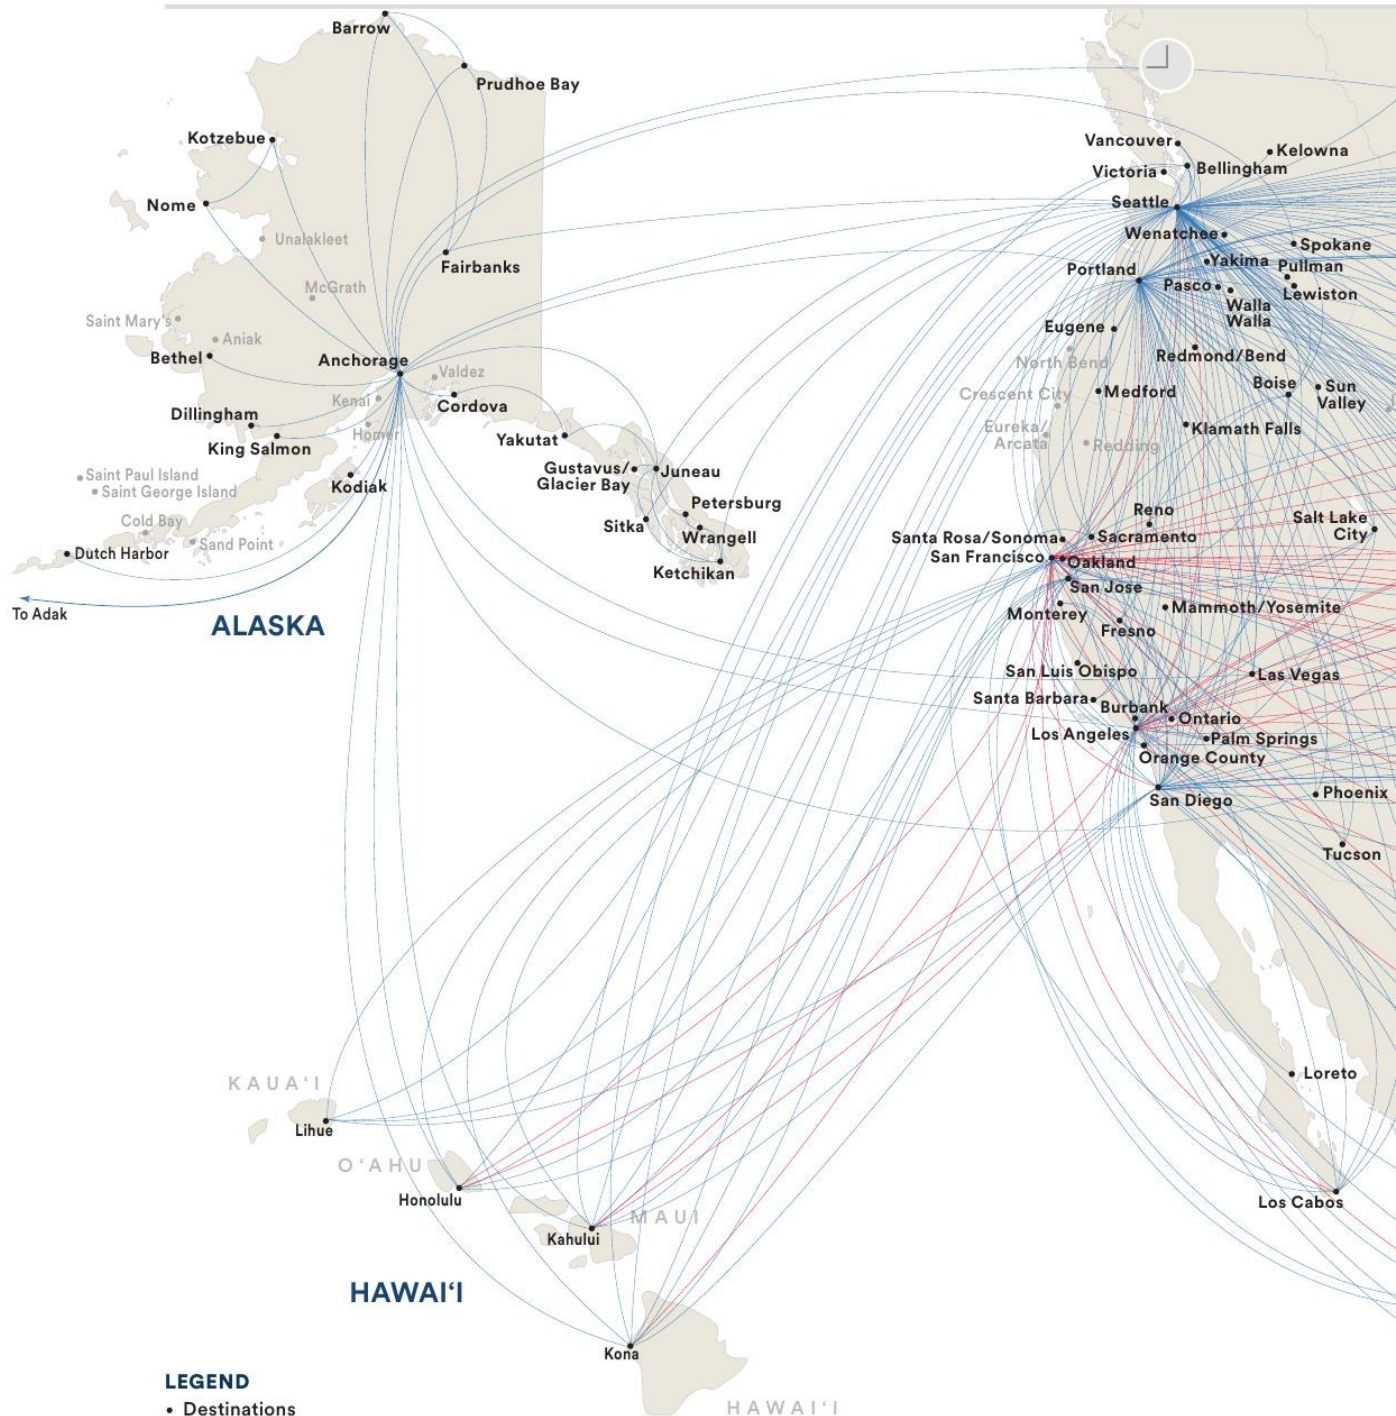 Barrow
Prudhoe Bay
Kotzebue
Nome
Unalakleet
Fairbanks
McGrath
Saint Mary's
Aniak
Bethel
Anchorage
Valdez
Kenai
Cordova
Dillingham
Homer
King Salmon
Yakutat
Saint Paul Island
Saint George Island
Kodiak
Gustavus/
Glacier Bay
Juneau
Petersburg
Sitka
Wrangell
Cold Bay
Sand Point
Dutch Harbor
Ketchikan
To Adak
ALASKA
Vancouver
Kelowna
Victoria
Bellingham
Seattle
Wenatchee
Spokane
Yakima
Pullman
Portland
Pasco
Lewiston
Walla
Walla
Eugene
North Bend
Redmond/Bend
Boise
Sun
Valley
Crescent City
Medford
Eureka/
Arcata
Klamath Falls
Redding
Reno
Salt Lake
City
Santa Rosa/Sonoma
Sacramento
San Francisco
Oakland
San Jose
Monterey
Mammoth/Yosemite
Fresno
San Luis Obispo
Las Vegas
Santa Barbara
Burbank
Ontario
Los Angeles
Palm Springs
Orange County
San Diego
Phoenix
Tucson
Loreto
Los Cabos
KAUA‘I
Lihue
O‘AHU
Honolulu
MAUI
Kahului
HAWAI‘I
Kona
HAWAI‘I
LEGEND
• Destinations